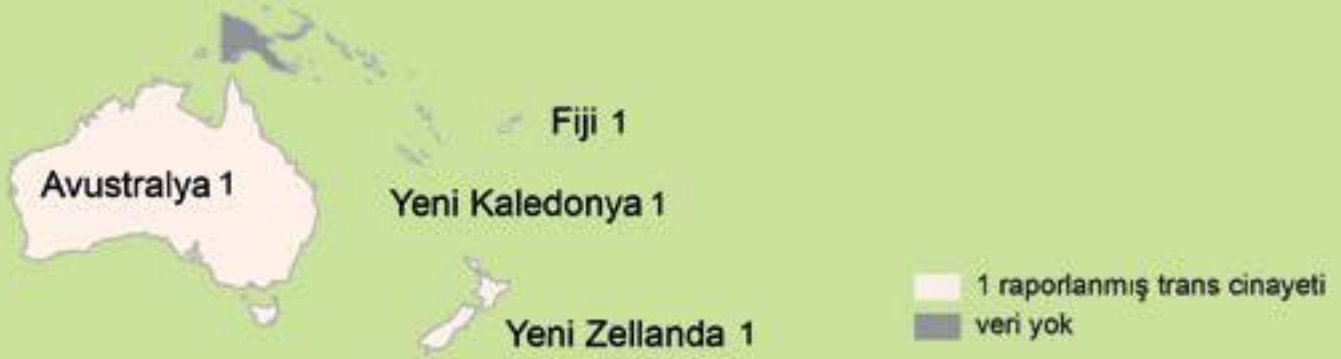 Fiji 1
Avustralya 1
Yeni Kaledonya 1
1 raporlanmış trans cinayeti
veri yok
Yeni Zellanda 1